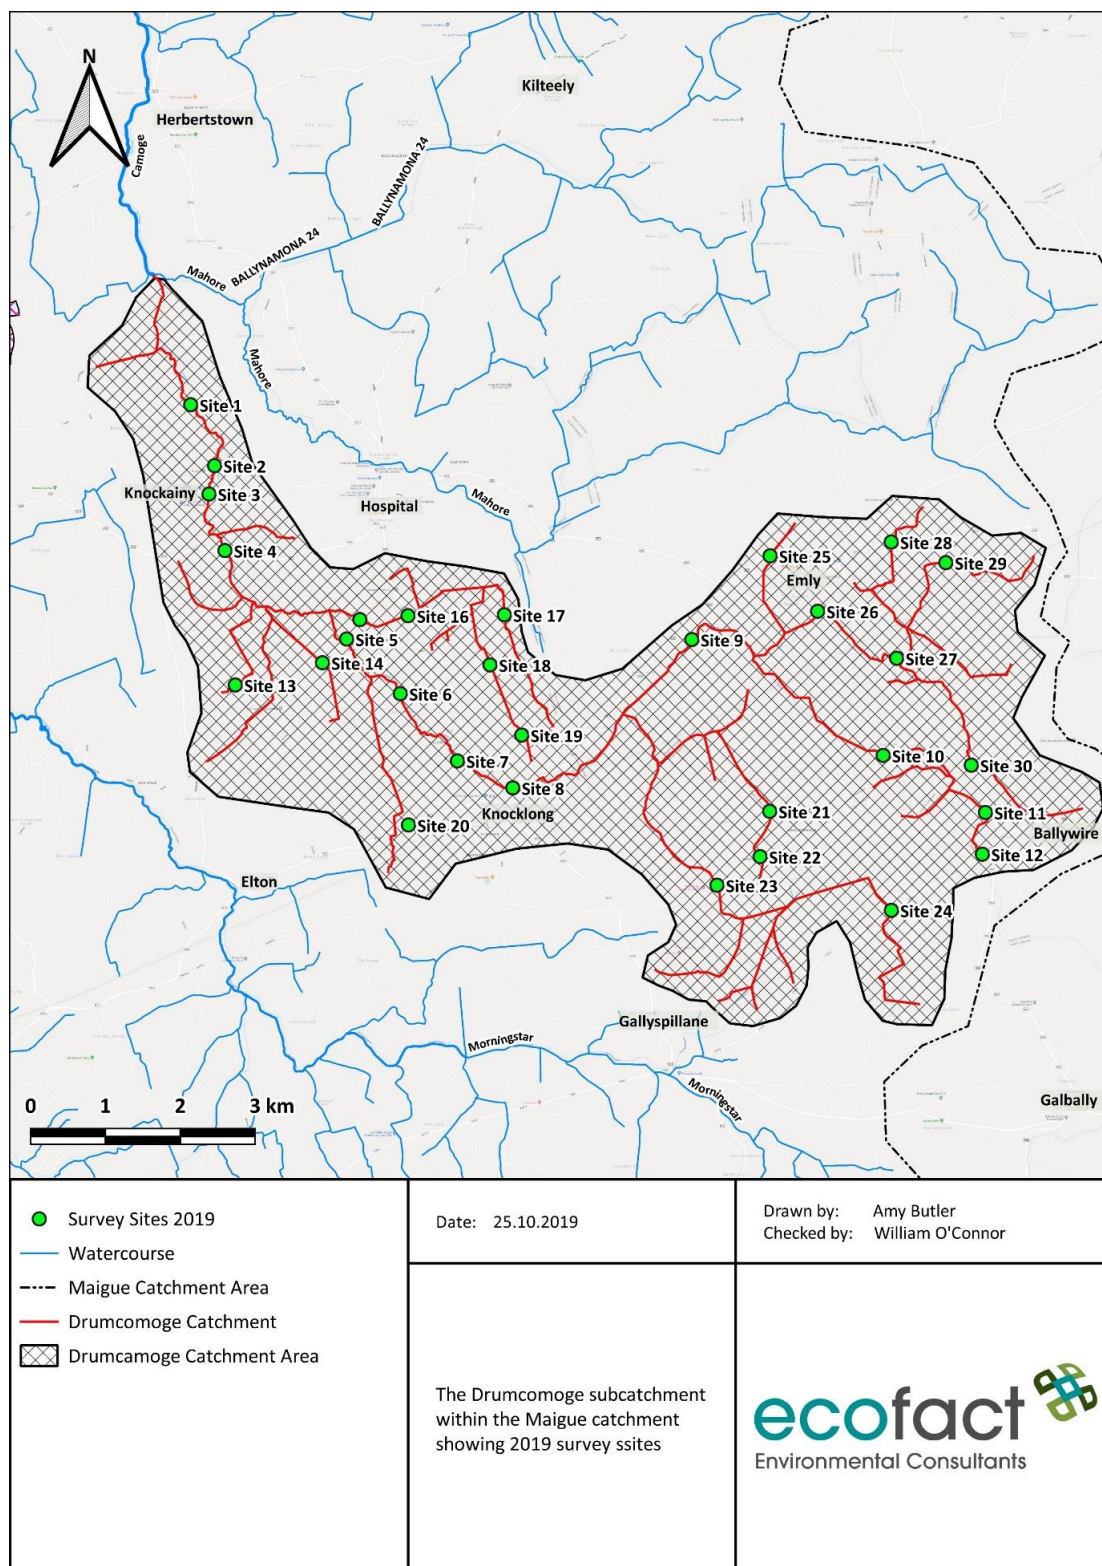 N
Kilteely
Herbertstown
Camoge
BALLYNAMONA 24
BALLYNAMONA 24
Mahore
Mahore
Site 1
Site 2
Knockainy
Site 3
Hospital
Mahore
Site 4
Site 28
Site 25
Site 29
Emly
Site 16
Site 17
Site 26
Site 5
Site 9
Site 14
Site 18
Site 27
Site 13
Site 6
Site 19
Site 7
Site 10
Site 30
Site 8
Knocklong
Site 21
Site 11
Site 20
Ballywire
Site 22
Site 12
Elton
Site 23
Site 24
Gallyspillane
Morningstar
Morningstar
Galbally
0 1 2 3 km
Survey Sites 2019
Watercourse
Maigue Catchment Area
Drumcomoge Catchment
Drumcamoge Catchment Area
Date: 25.10.2019
Drawn by: Amy Butler
Checked by: William O'Connor
The Drumcomoge subcatchment
within the Maigue catchment
showing 2019 survey ssites
ecofact
Environmental Consultants